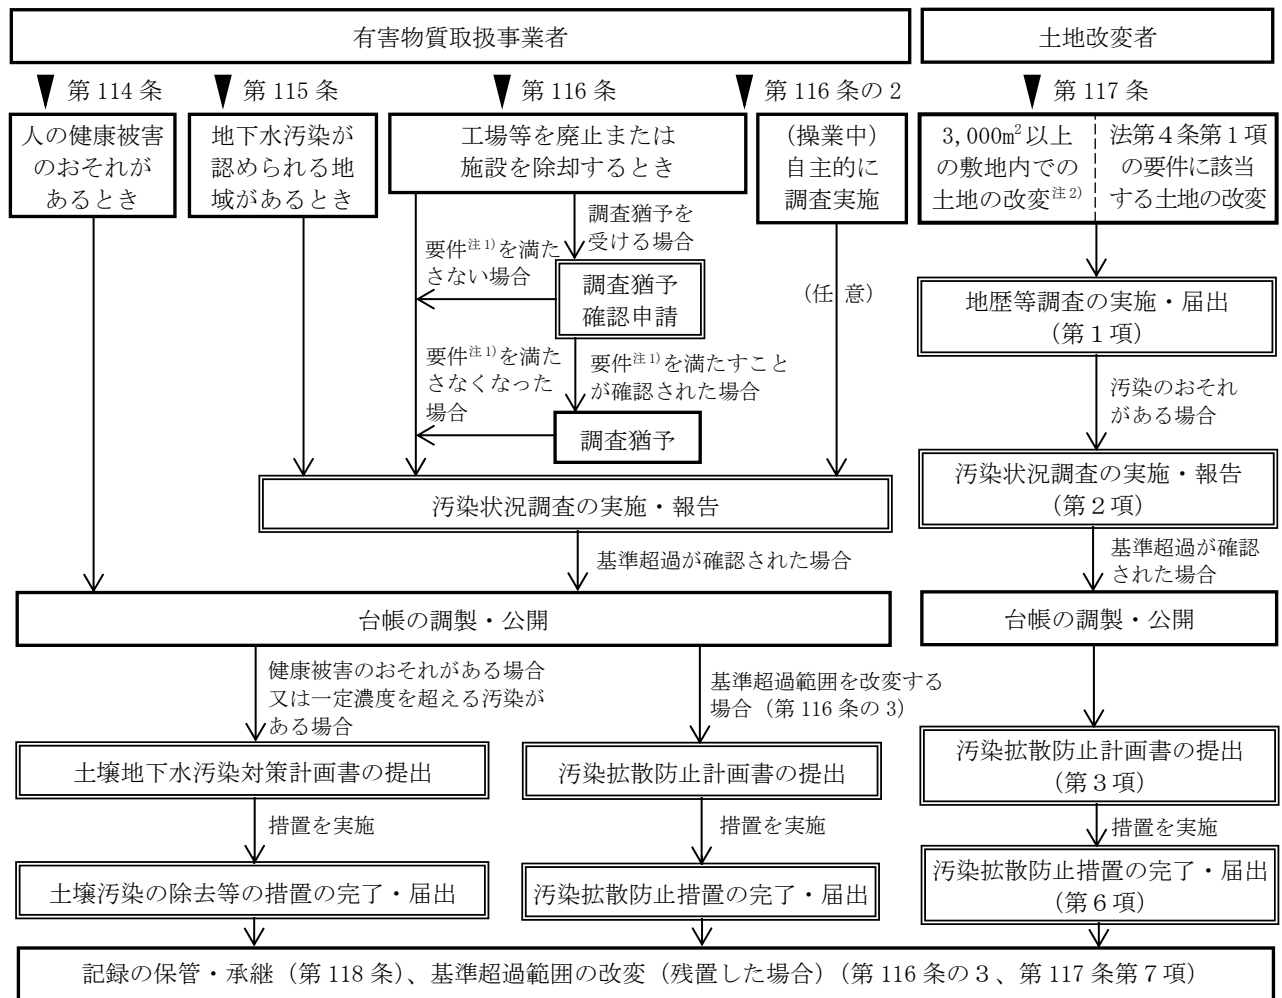 有害物質取扱事業者
土地改変者
第114条
第115条
第116条
第116条の2
第117条
人の健康被害
のおそれが
あるとき
地下水汚染が
認められる地
域があるとき
工場等を廃止または
施設を除却するとき
(操業中)
自主的に
調査実施
3,000㎡以上
の敷地内での
土地の改変注2)
法第4条第1項
の要件に該当
する土地の改変
調査猶予を
受ける場合
要件注1)を満た
さない場合
調査猶予
確認申請
(任意)
地歴等調査の実施・届出
(第1項)
要件注1)を満た
さなくなった
場合
要件注1)を満たすこと
が確認された場合
汚染のおそれ
がある場合
調査猶予
汚染状況調査の実施・報告
汚染状況調査の実施・報告
(第2項)
基準超過が確認された場合
基準超過が確認
された場合
台帳の調製・公開
台帳の調製・公開
健康被害のおそれがある場合
又は一定濃度を超える汚染が
ある場合
基準超過範囲を改変する
場合(第116条の3)
土壌地下水汚染対策計画書の提出
汚染拡散防止計画書の提出
汚染拡散防止計画書の提出
(第3項)
措置を実施
措置を実施
措置を実施
土壌汚染の除去等の措置の完了・届出
汚染拡散防止措置の完了・届出
汚染拡散防止措置の完了・届出
(第6項)
記録の保管・承継(第118条)、基準超過範囲の改変(残置した場合)(第116条の3、第117条第7項)